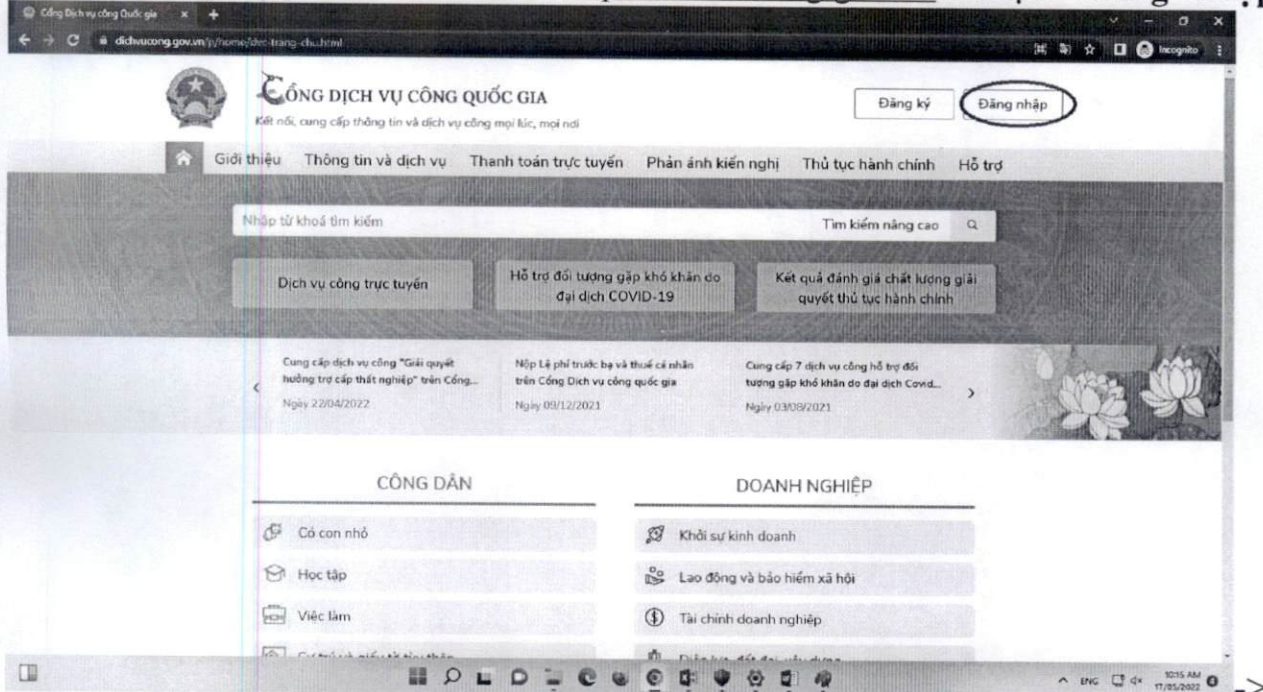 Cổng Dịch vụ công Quốc gia
dichvucong.gov.vn/p/home/dvc-trang-chu.html
Incognito
CỔNG DỊCH VỤ CÔNG QUỐC GIA
Kết nối, cung cấp thông tin và dịch vụ công mọi lúc, mọi nơi
Đăng ký
Đăng nhập
Giới thiệu Thông tin và dịch vụ Thanh toán trực tuyến Phản ánh kiến nghị Thủ tục hành chính Hỗ trợ
Nhập từ khoá tìm kiếm
Tìm kiếm nâng cao
Dịch vụ công trực tuyến
Hỗ trợ đối tượng gặp khó khăn do
đại dịch COVID-19
Kết quả đánh giá chất lượng giải
quyết thủ tục hành chính
Cung cấp dịch vụ công "Giải quyết
hưởng trợ cấp thất nghiệp" trên Cổng...
Ngày 22/04/2022
Nộp Lệ phí trước bạ và thuế cá nhân
trên Cổng Dịch vụ công quốc gia
Ngày 09/12/2021
Cung cấp 7 dịch vụ công hỗ trợ đối
tượng gặp khó khăn do đại dịch Covid...
Ngày 03/08/2021
CÔNG DÂN
Có con nhỏ
Học tập
Việc làm
DOANH NGHIỆP
Khởi sự kinh doanh
Lao động và bảo hiểm xã hội
Tài chính doanh nghiệp
ENG
10:15 AM
17/05/2022
->